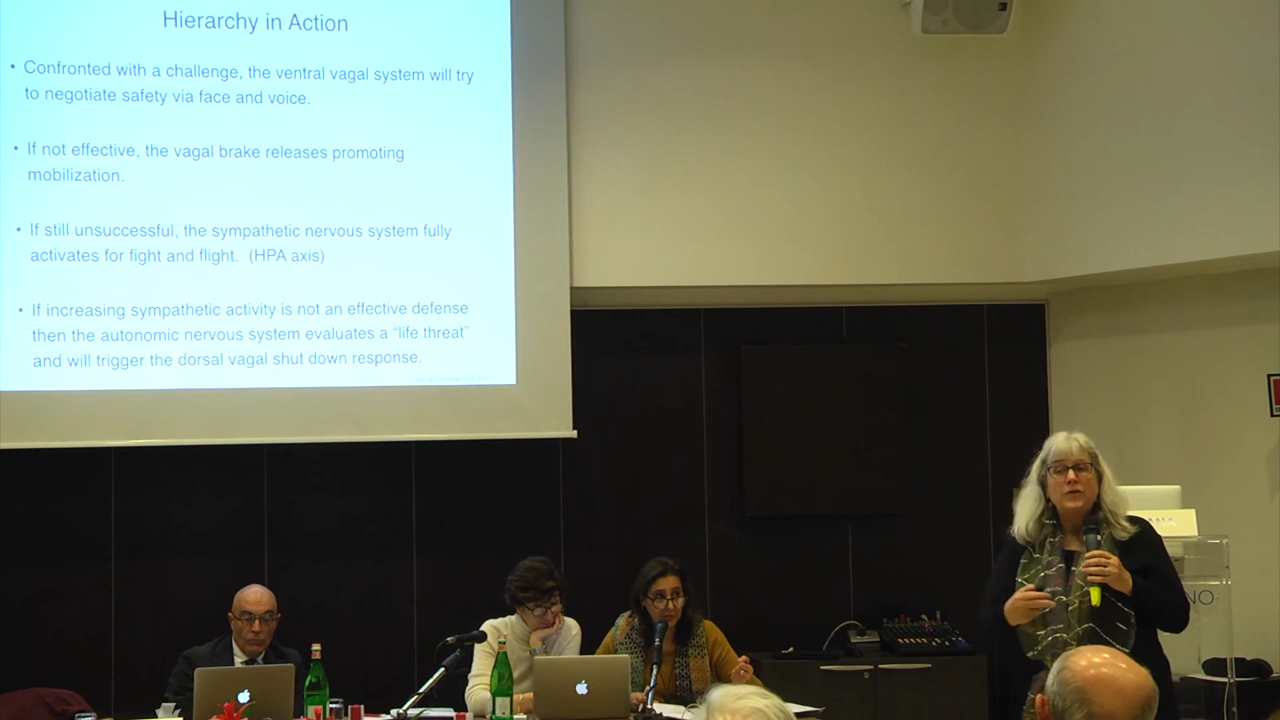 Hierarchy in Action
• Confronted with a challenge, the ventral vagal system will try
to negotiate safety via face and voice.
• If not effective, the vagal brake releases promoting
mobilization.
• If still unsuccessful, the sympathetic nervous system fully
activates for fight and flight. (HPA axis)
• If increasing sympathetic activity is not an effective defense
then the autonomic nervous system evaluates a “life threat”
and will trigger the dorsal vagal shut down response.